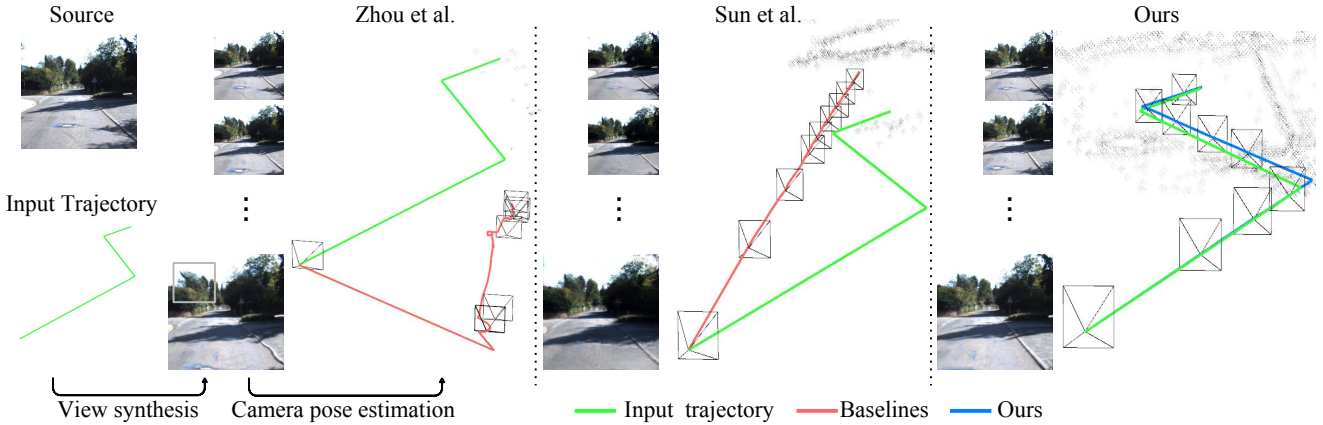 Source
Zhou et al.
Sun et al.
Ours
Input Trajectory
View synthesis
Camera pose estimation
Input trajectory
Baselines
Ours